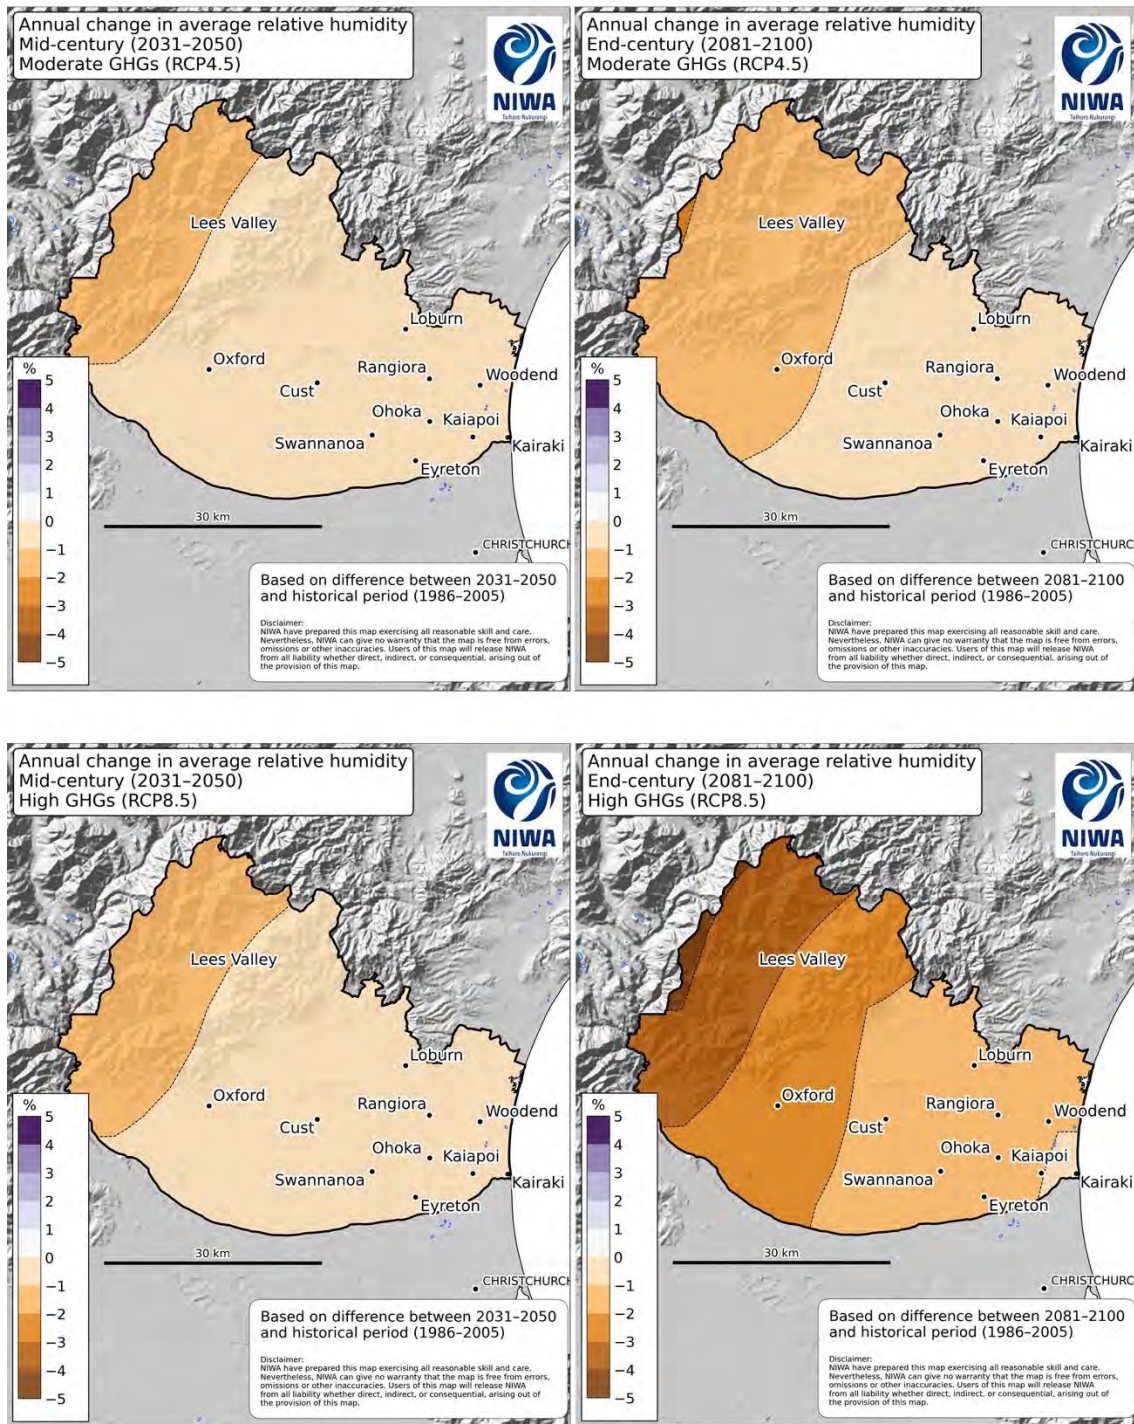 Annual change in average relative humidity
Mid-century (2031–2050)
Moderate GHGs (RCP4.5)
NIWA
Taihoro Nukurangi
Lees Valley
Loburn
Oxford
Rangiora
Woodend
Cust
Ohoka
Kaiapoi
Swannanoa
Kairaki
Eyreton
%
5
4
3
2
1
0
−1
−2
−3
−4
−5
30 km
CHRISTCHURC
Based on difference between 2031–2050
and historical period (1986–2005)
Disclaimer:
NIWA have prepared this map exercising all reasonable skill and care.
Nevertheless, NIWA can give no warranty that the map is free from errors,
omissions or other inaccuracies. Users of this map will release NIWA
from all liability whether direct, indirect, or consequential, arising out of
the provision of this map.
Annual change in average relative humidity
End-century (2081–2100)
Moderate GHGs (RCP4.5)
NIWA
Taihoro Nukurangi
Lees Valley
Loburn
Oxford
Rangiora
Woodend
Cust
Ohoka
Kaiapoi
Swannanoa
Kairaki
Eyreton
%
5
4
3
2
1
0
−1
−2
−3
−4
−5
30 km
CHRISTCHURC
Based on difference between 2081–2100
and historical period (1986–2005)
Disclaimer:
NIWA have prepared this map exercising all reasonable skill and care.
Nevertheless, NIWA can give no warranty that the map is free from errors,
omissions or other inaccuracies. Users of this map will release NIWA
from all liability whether direct, indirect, or consequential, arising out of
the provision of this map.
Annual change in average relative humidity
Mid-century (2031–2050)
High GHGs (RCP8.5)
NIWA
Taihoro Nukurangi
Lees Valley
Loburn
Oxford
Rangiora
Woodend
Cust
Ohoka
Kaiapoi
Swannanoa
Kairaki
Eyreton
%
5
4
3
2
1
0
−1
−2
−3
−4
−5
30 km
CHRISTCHURC
Based on difference between 2031–2050
and historical period (1986–2005)
Disclaimer:
NIWA have prepared this map exercising all reasonable skill and care.
Nevertheless, NIWA can give no warranty that the map is free from errors,
omissions or other inaccuracies. Users of this map will release NIWA
from all liability whether direct, indirect, or consequential, arising out of
the provision of this map.
Annual change in average relative humidity
End-century (2081–2100)
High GHGs (RCP8.5)
NIWA
Taihoro Nukurangi
Lees Valley
Loburn
Oxford
Rangiora
Woodend
Cust
Ohoka
Kaiapoi
Swannanoa
Kairaki
Eyreton
%
5
4
3
2
1
0
−1
−2
−3
−4
−5
30 km
CHRISTCHURC
Based on difference between 2081–2100
and historical period (1986–2005)
Disclaimer:
NIWA have prepared this map exercising all reasonable skill and care.
Nevertheless, NIWA can give no warranty that the map is free from errors,
omissions or other inaccuracies. Users of this map will release NIWA
from all liability whether direct, indirect, or consequential, arising out of
the provision of this map.